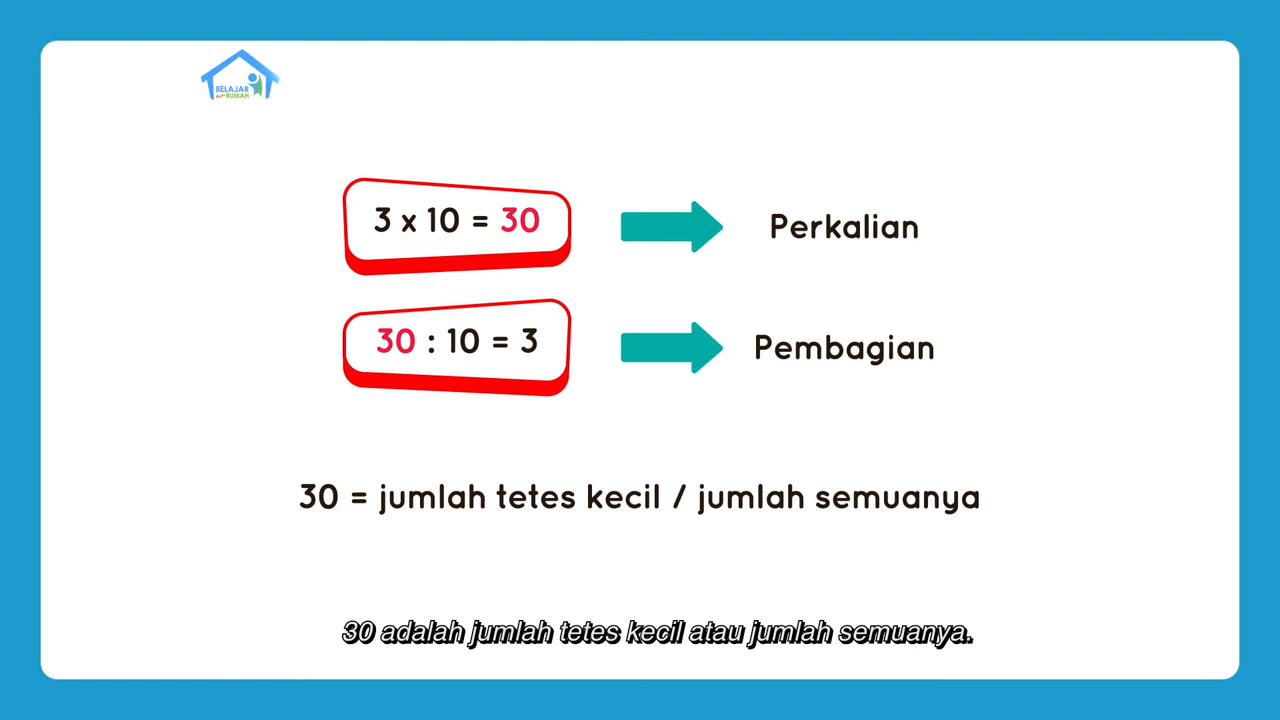 BELAJAR
dari RUMAH
3 x 10 = 30
Perkalian
30 : 10 = 3
Pembagian
30 = jumlah tetes kecil / jumlah semuanya
30 adalah jumlah tetes kecil atau jumlah semuanya.